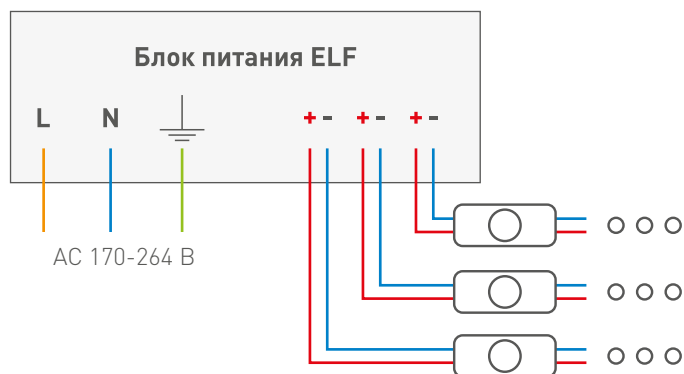 Блок питания ELF
L N + - + - + -
AC 170-264 В